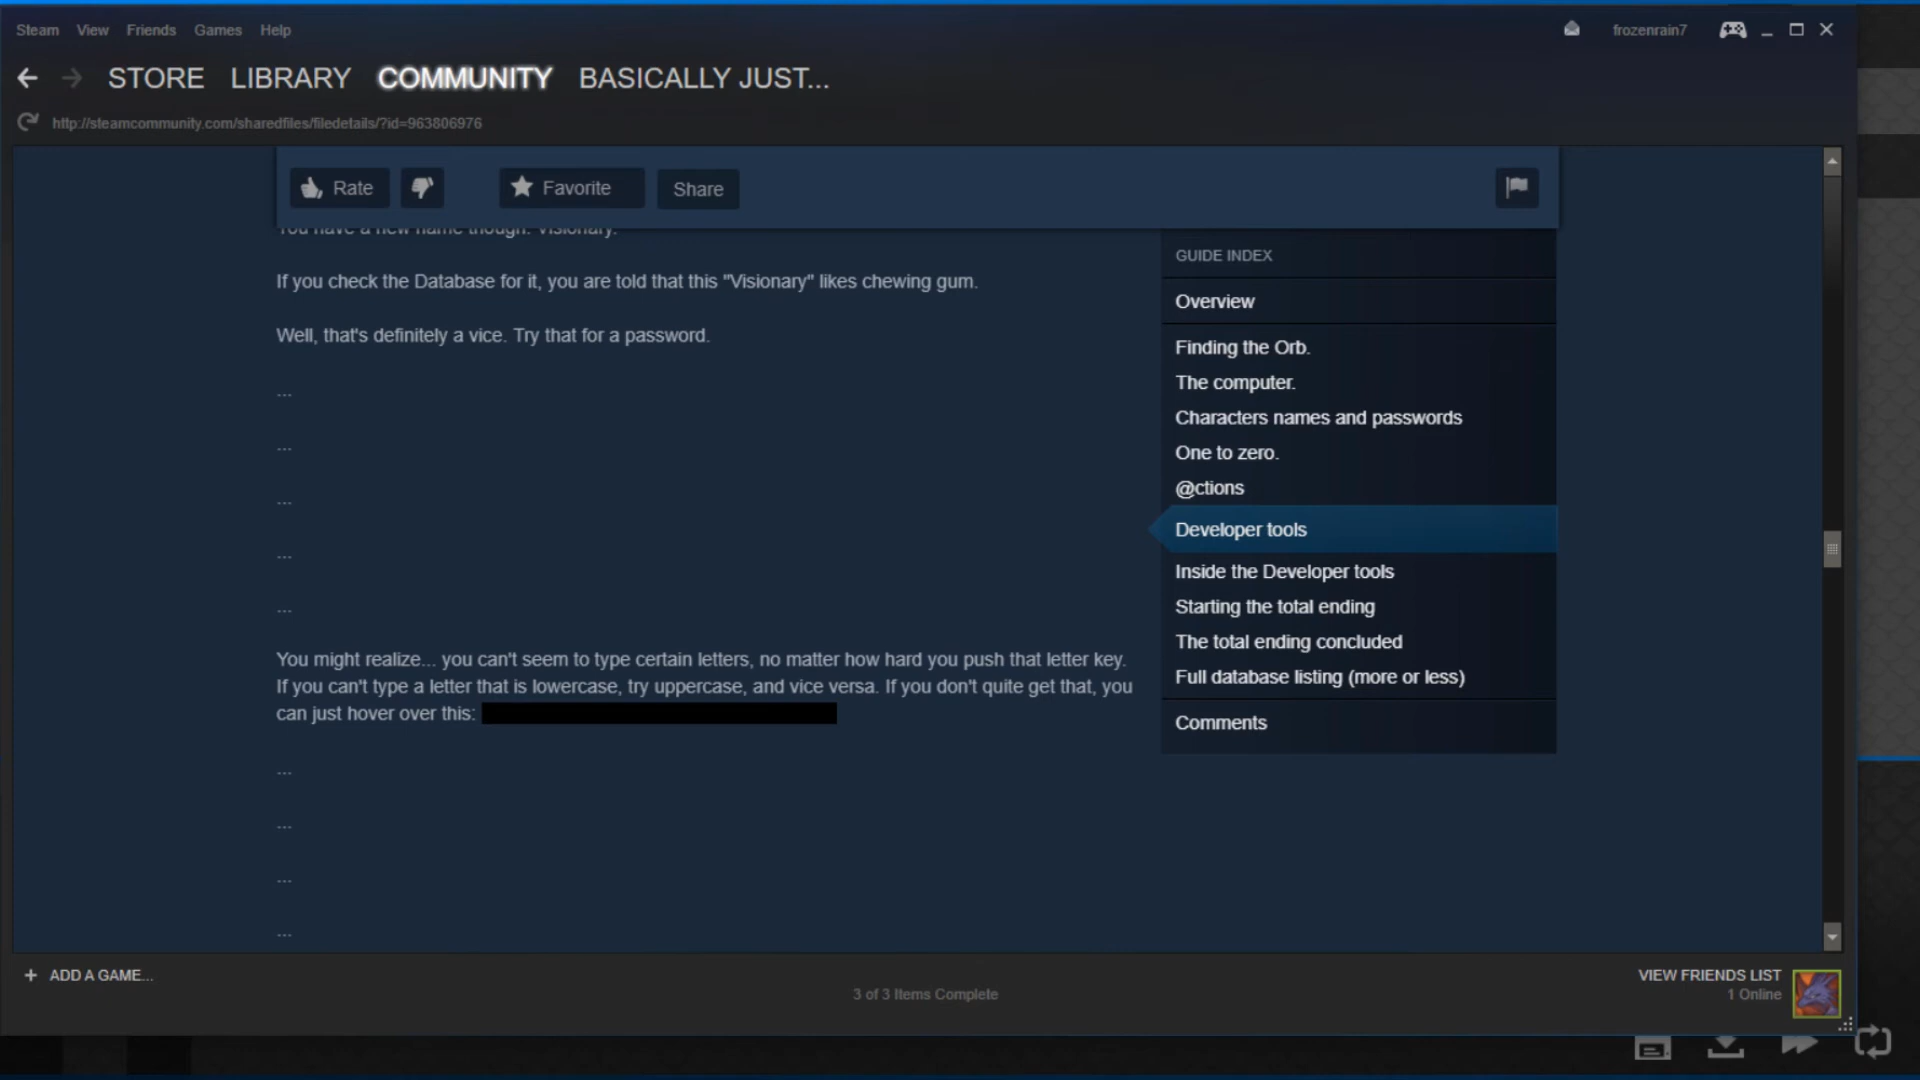 Steam View Friends Games Help
frozenrain7
STORE LIBRARY COMMUNITY BASICALLY JUST...
http://steamcommunity.com/sharedfiles/filedetails/?id=963806976
Rate
Favorite
Share
You have a new name though: Visionary.
If you check the Database for it, you are told that this "Visionary" likes chewing gum.
Well, that's definitely a vice. Try that for a password.
...
...
...
...
...
You might realize... you can't seem to type certain letters, no matter how hard you push that letter key.
If you can't type a letter that is lowercase, try uppercase, and vice versa. If you don't quite get that, you
can just hover over this:
...
...
...
...
GUIDE INDEX
Overview
Finding the Orb.
The computer.
Characters names and passwords
One to zero.
@ctions
Developer tools
Inside the Developer tools
Starting the total ending
The total ending concluded
Full database listing (more or less)
Comments
+ ADD A GAME...
3 of 3 Items Complete
VIEW FRIENDS LIST
1 Online